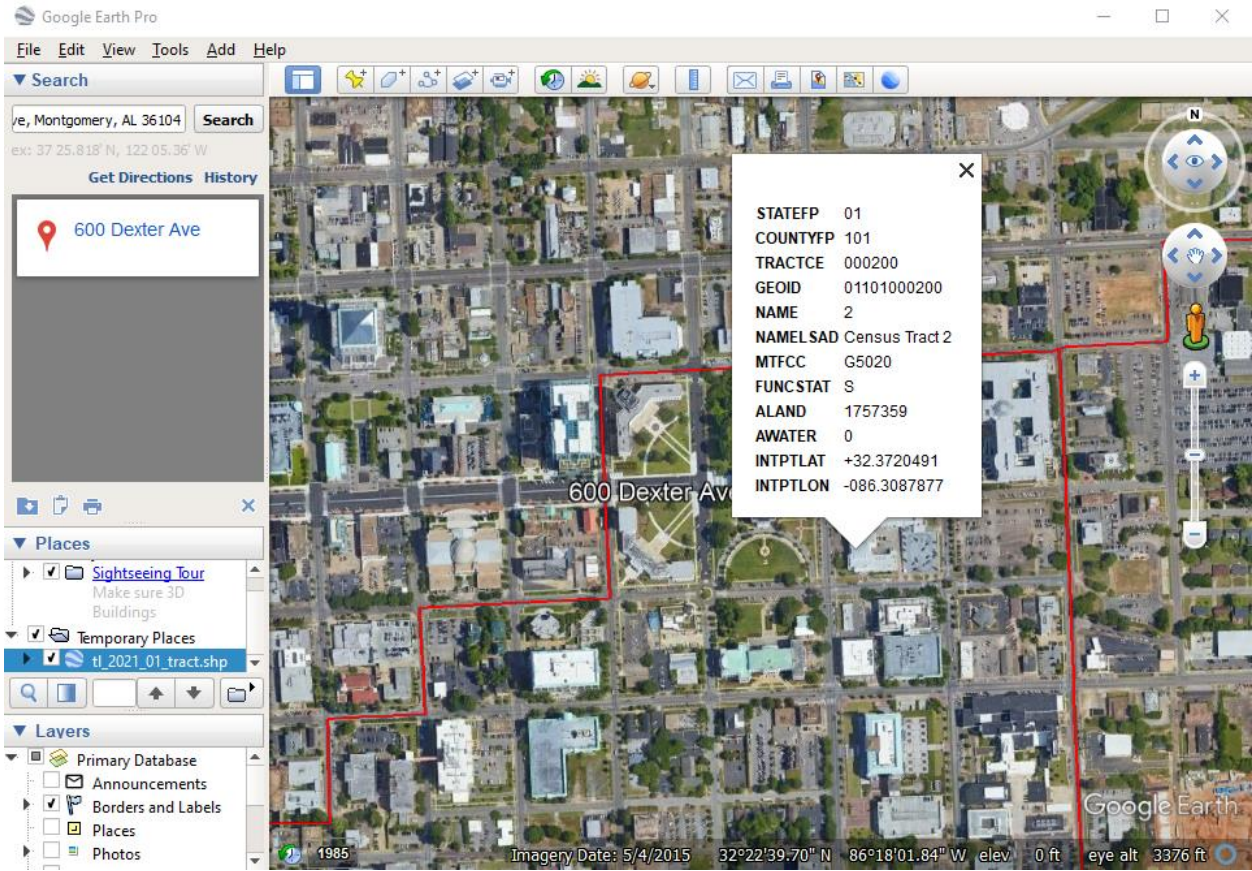 Google Earth Pro
File Edit View Tools Add Help
▼ Search
/e, Montgomery, AL 36104 Search
ex: 37 25.818' N, 122 05.36' W
Get Directions History
600 Dexter Ave
▼ Places
Sightseeing Tour
Make sure 3D
Buildings
Temporary Places
tl_2021_01_tract.shp
▼ Layers
Primary Database
Announcements
Borders and Labels
Places
Photos
N
STATEFP 01
COUNTYFP 101
TRACTCE 000200
GEOID 01101000200
NAME 2
NAMELSAD Census Tract 2
MTFCC G5020
FUNCSTAT S
ALAND 1757359
AWATER 0
INTPTLAT +32.3720491
INTPTLON -086.3087877
600 Dexter Av
Google Earth
1985 Imagery Date: 5/4/2015 32°22'39.70" N 86°18'01.84" W elev 0 ft eye alt 3376 ft